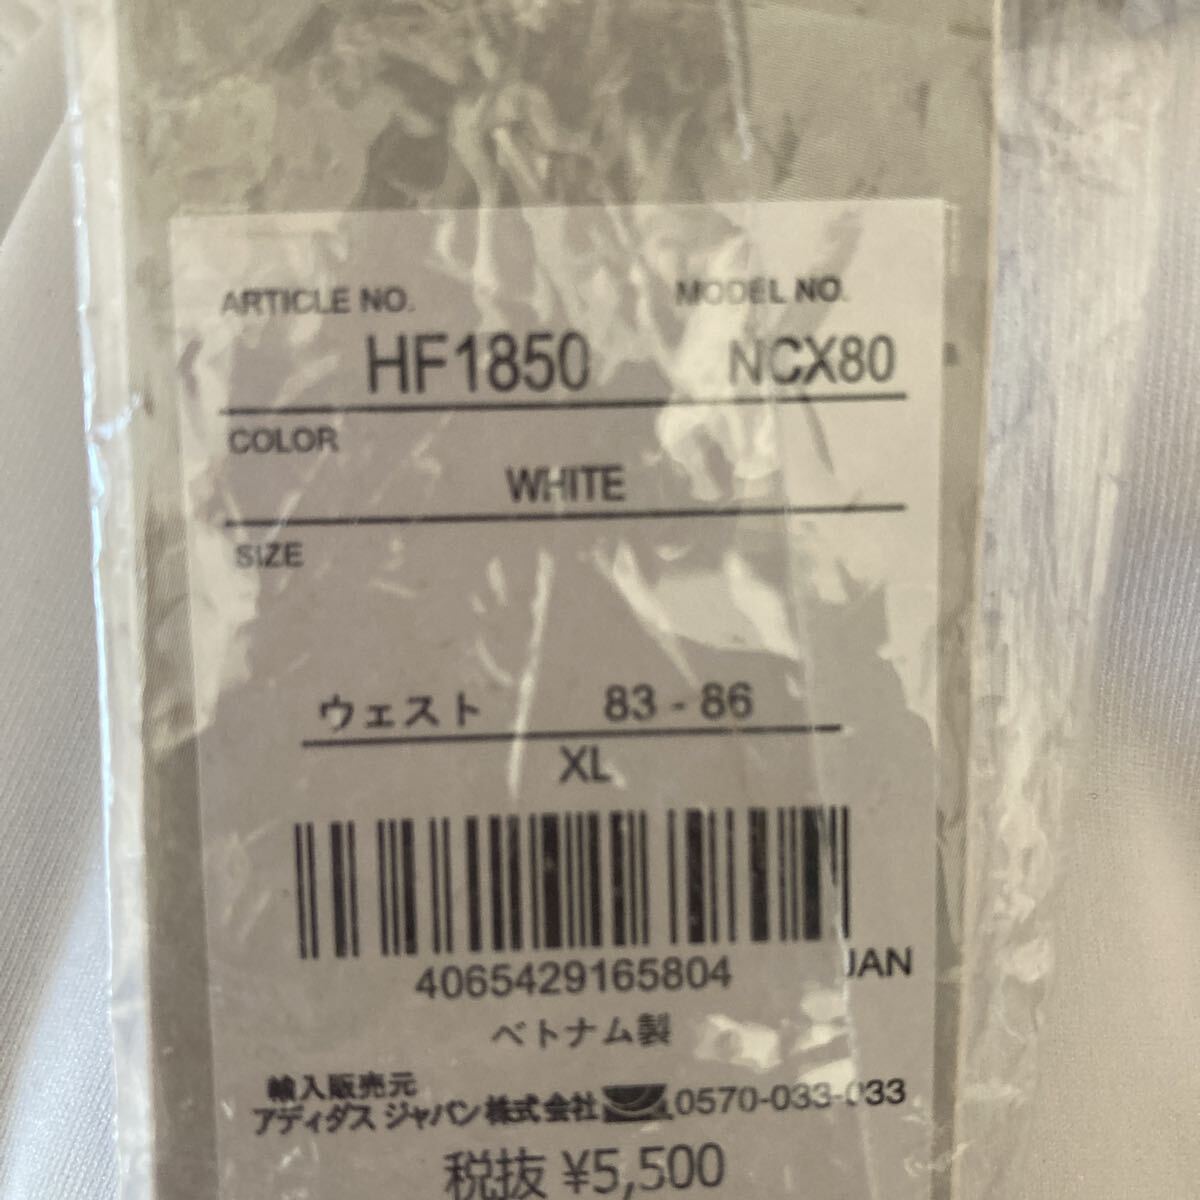 ARTICLE NO. MODEL NO.
HF1850 NCX80
COLOR
WHITE
SIZE
ウェスト 83 - 86
XL
4065429165804 JAN
ベトナム製
輸入販売元
アディダス ジャパン 株式会社 0570-033-033
税抜 ¥5,500